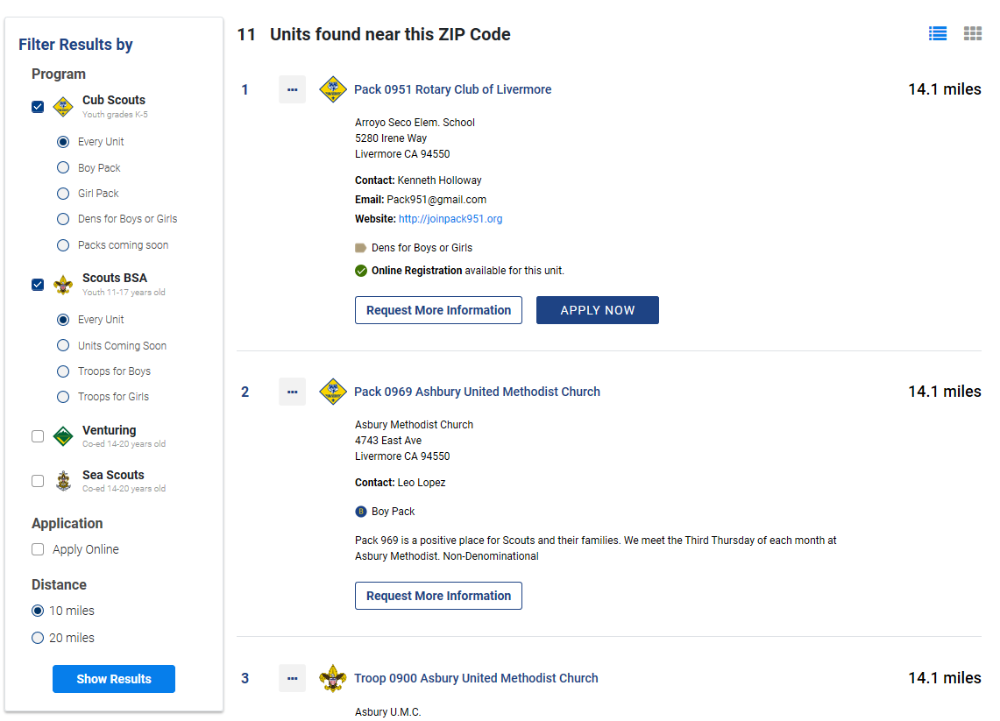 Filter Results by
Program
Cub Scouts
Youth grades K-5
Every Unit
Boy Pack
Girl Pack
Dens for Boys or Girls
Packs coming soon
Scouts BSA
Youth 11-17 years old
Every Unit
Units Coming Soon
Troops for Boys
Troops for Girls
Venturing
Co-ed 14-20 years old
Sea Scouts
Co-ed 14-20 years old
Application
Apply Online
Distance
10 miles
20 miles
Show Results
11 Units found near this ZIP Code
1 ... Pack 0951 Rotary Club of Livermore 14.1 miles
Arroyo Seco Elem. School
5280 Irene Way
Livermore CA 94550
Contact: Kenneth Holloway
Email: Pack951@gmail.com
Website: http://joinpack951.org
Dens for Boys or Girls
Online Registration available for this unit.
Request More Information APPLY NOW
2 ... Pack 0969 Ashbury United Methodist Church 14.1 miles
Asbury Methodist Church
4743 East Ave
Livermore CA 94550
Contact: Leo Lopez
B Boy Pack
Pack 969 is a positive place for Scouts and their families. We meet the Third Thursday of each month at
Asbury Methodist. Non-Denominational
Request More Information
3 ... Troop 0900 Asbury United Methodist Church 14.1 miles
Asbury U.M.C.